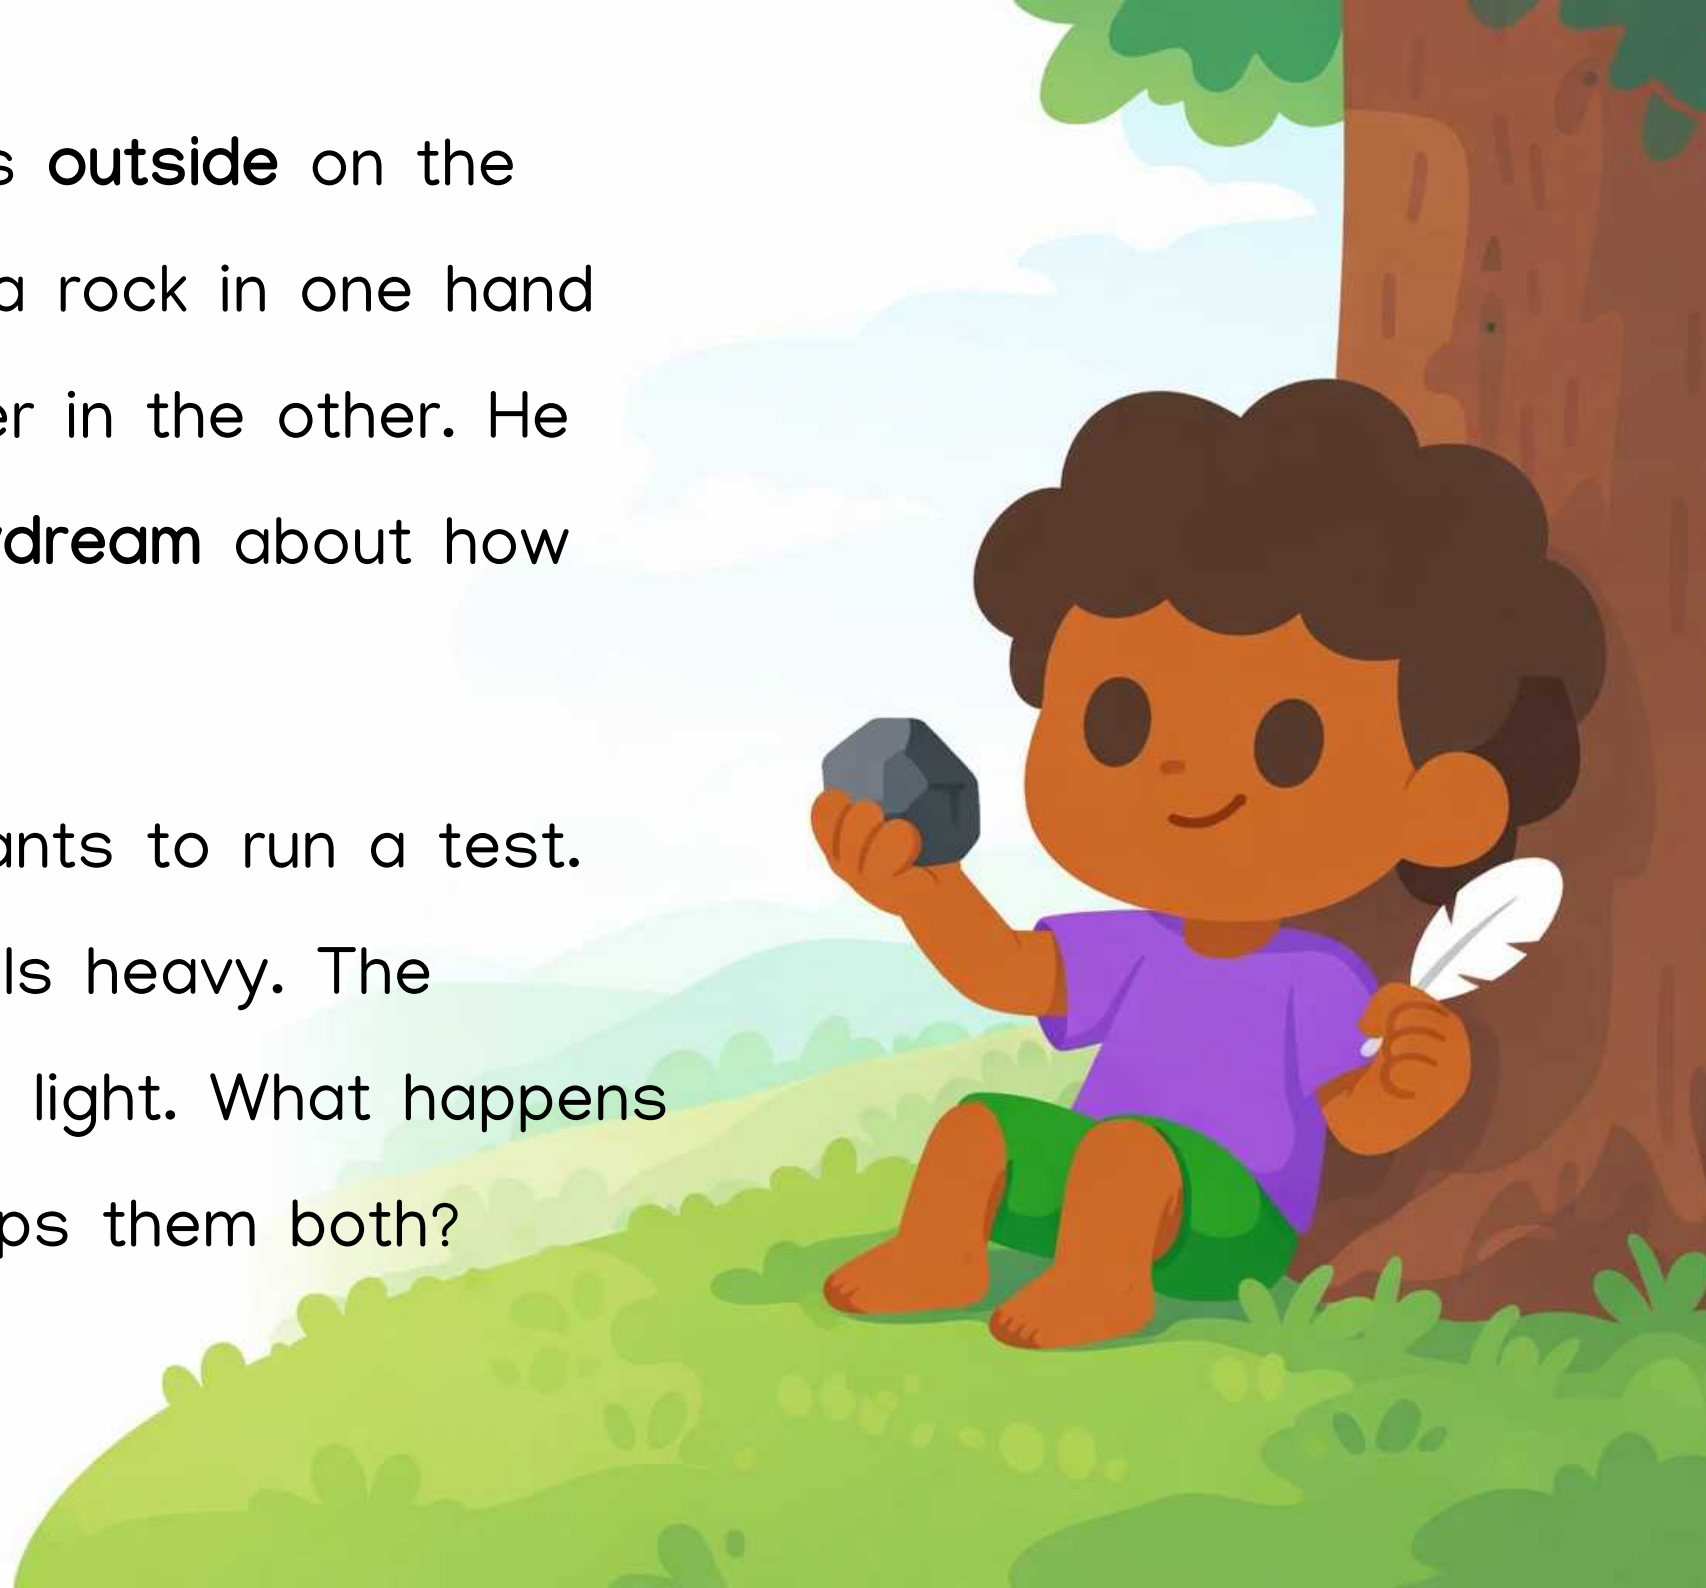 s outside on the
a rock in one hand
er in the other. He
ydream about how
ants to run a test.
ls heavy. The
light. What happens
ps them both?